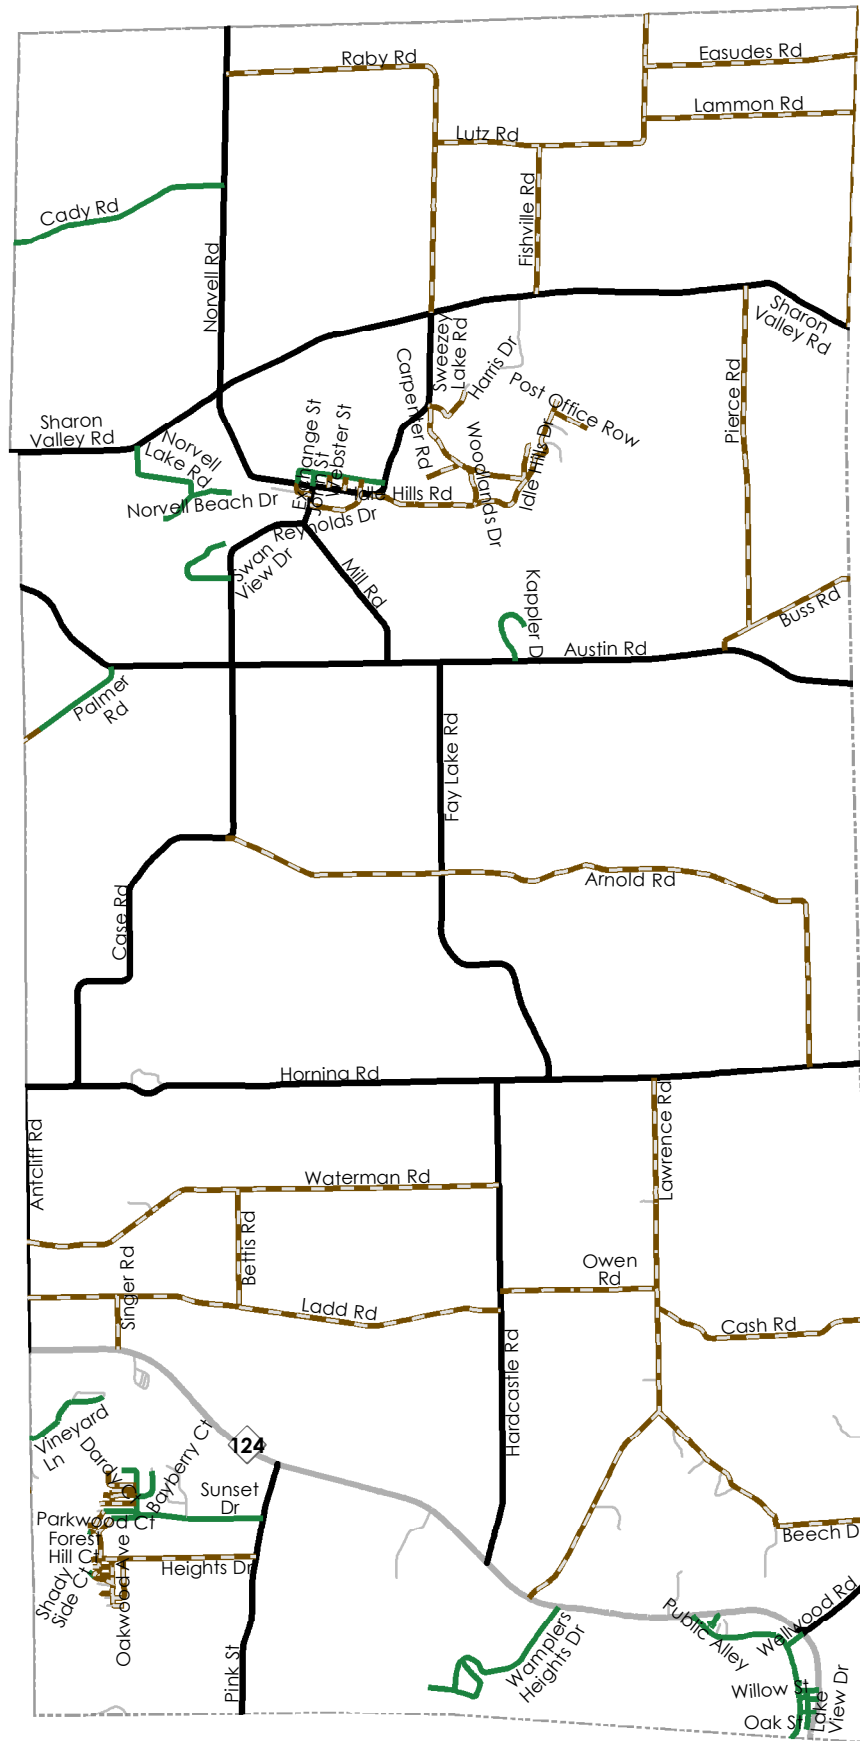 Raby Rd
Easudes Rd
Lammon Rd
Lutz Rd
Fishville Rd
Cady Rd
Norvell Rd
Sharon
Valley Rd
Sweezey
Lake Rd
Harris Dr
Carpenter Rd
Post Office Row
Pierce Rd
Sharon
Valley Rd
Norvell
Lake Rd
Exchange St
John St
Webster St
Woodlands Dr
Idle Hills Dr
Norvell Beach Dr
Idle Hills Rd
Reynolds Dr
Swan
View Dr
Mill Rd
Kappler D
Buss Rd
Austin Rd
Palmer
Rd
Fay Lake Rd
Arnold Rd
Case Rd
Horning Rd
Antcliff Rd
Lawrence Rd
Waterman Rd
Bettis Rd
Singer Rd
Owen
Rd
Ladd Rd
Cash Rd
Hardcastle Rd
124
Vineyard
Ln
Bayberry Ct
Sunset
Dr
Parkwood Ct
Forest
Hill Ct
Heights Dr
Shady
Side Ct
Oakwood Ave
Beech D
Pink St
Wamplers
Heights Dr
Public Alley
Wellwood Rd
Willow St
Oak St
Lake
View Dr